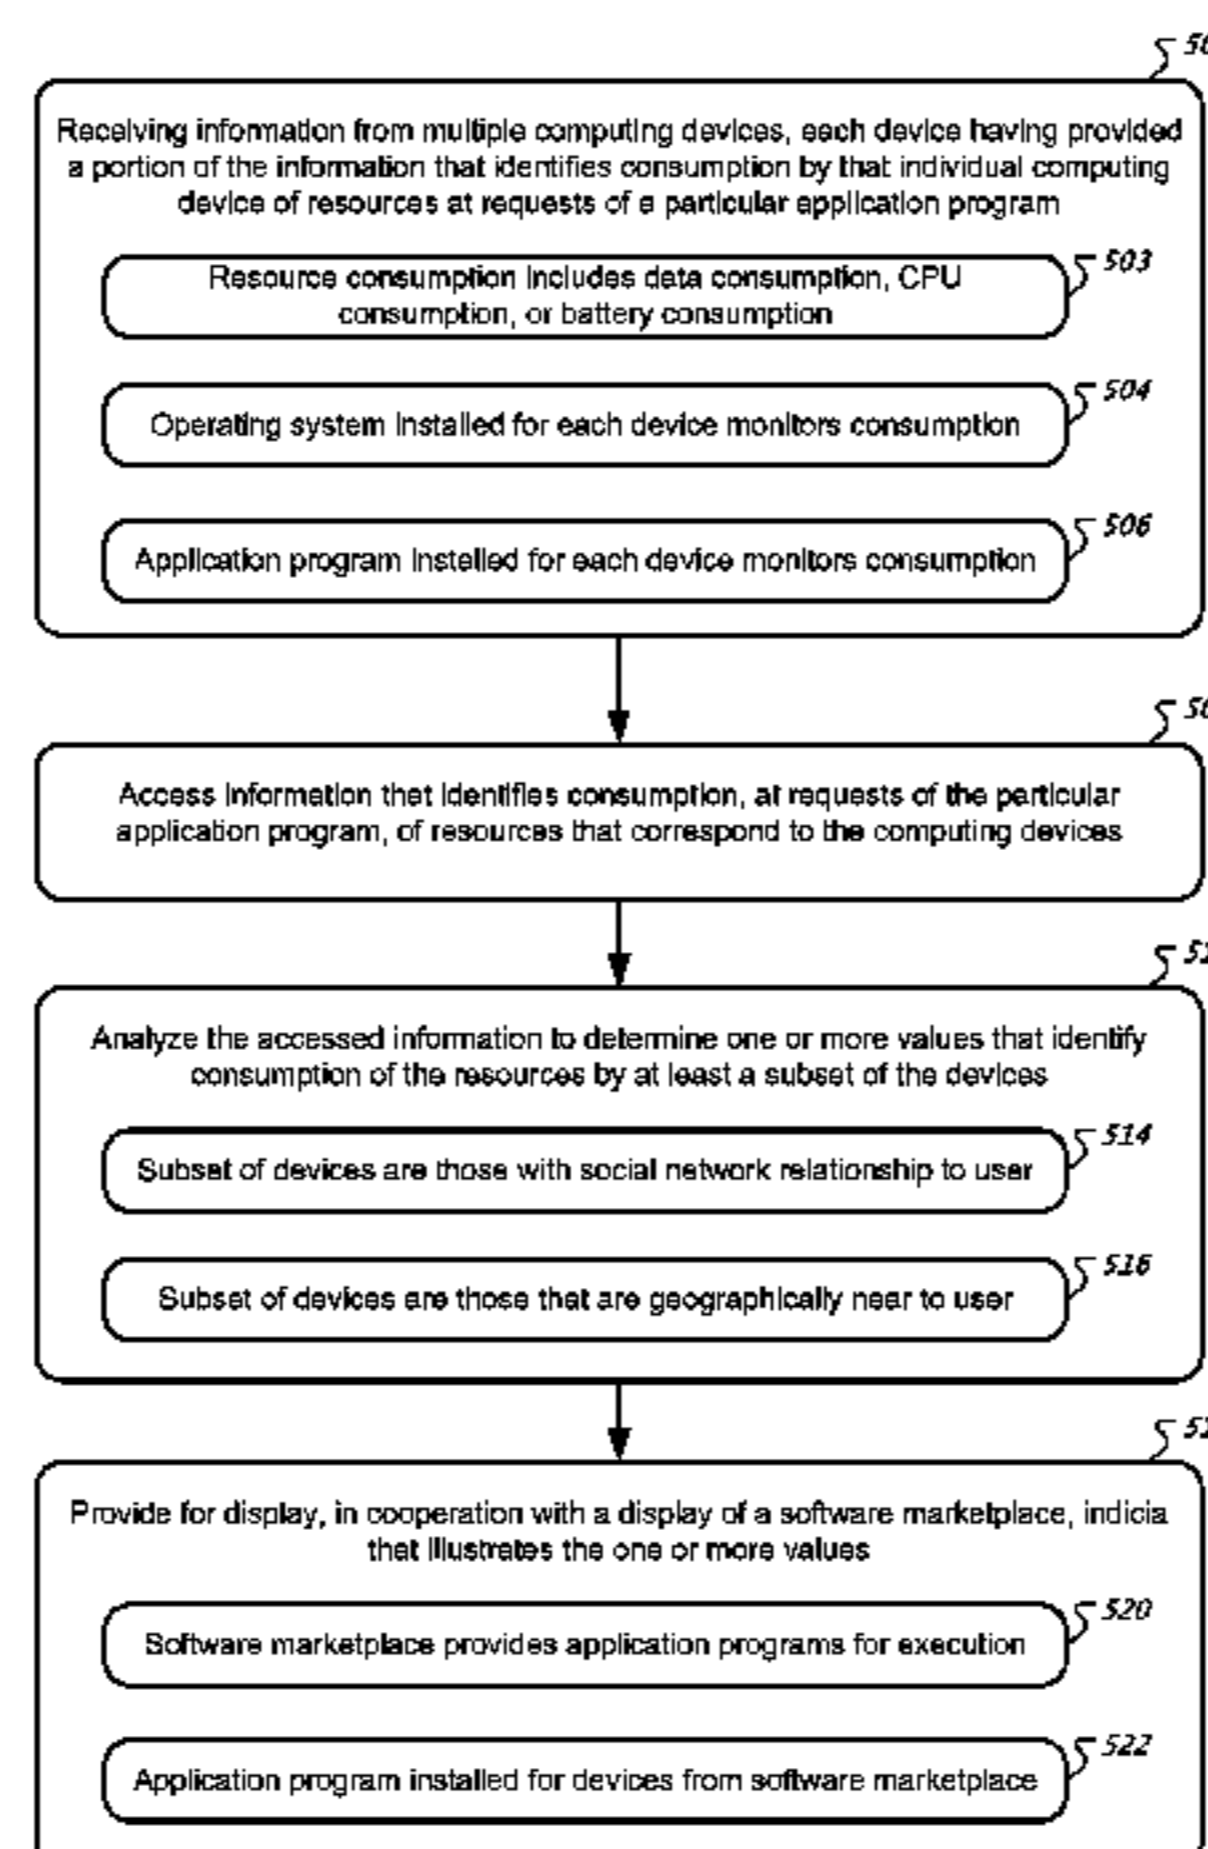 50
Receiving information from multiple computing devices, each device having provided
a portion of the information that identifies consumption by that individual computing
device of resources at requests of a particular application program
503
Resource consumption includes data consumption, CPU
consumption, or battery consumption
504
Operating system installed for each device monitors consumption
506
Application program installed for each device monitors consumption
50
Access information that identifies consumption, at requests of the particular
application program, of resources that correspond to the computing devices
51
Analyze the accessed information to determine one or more values that identify
consumption of the resources by at least a subset of the devices
514
Subset of devices are those with social network relationship to user
516
Subset of devices are those that are geographically near to user
51
Provide for display, in cooperation with a display of a software marketplace, indicia
that illustrates the one or more values
520
Software marketplace provides application programs for execution
522
Application program installed for devices from software marketplace